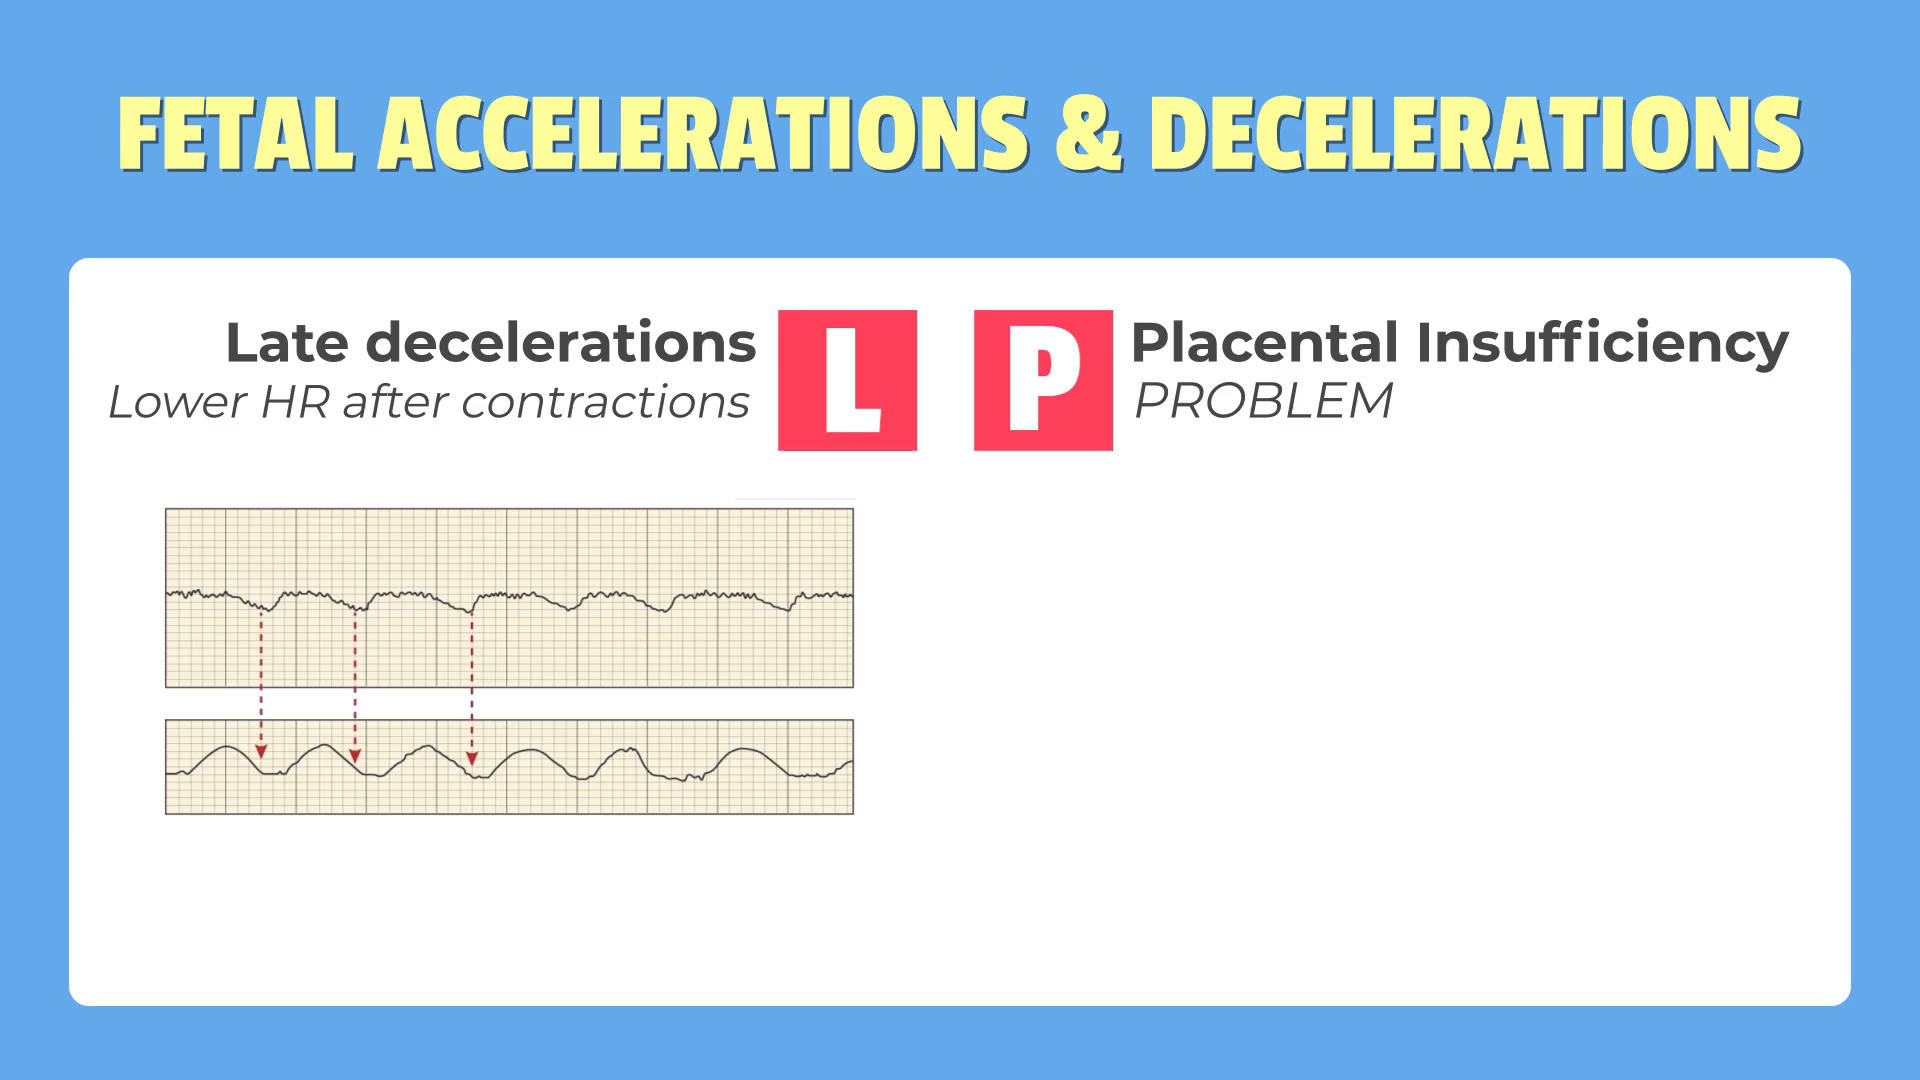 FETAL ACCELERATIONS & DECELERATIONS
Late decelerations
Lower HR after contractions
L
P
Placental Insufficiency
PROBLEM